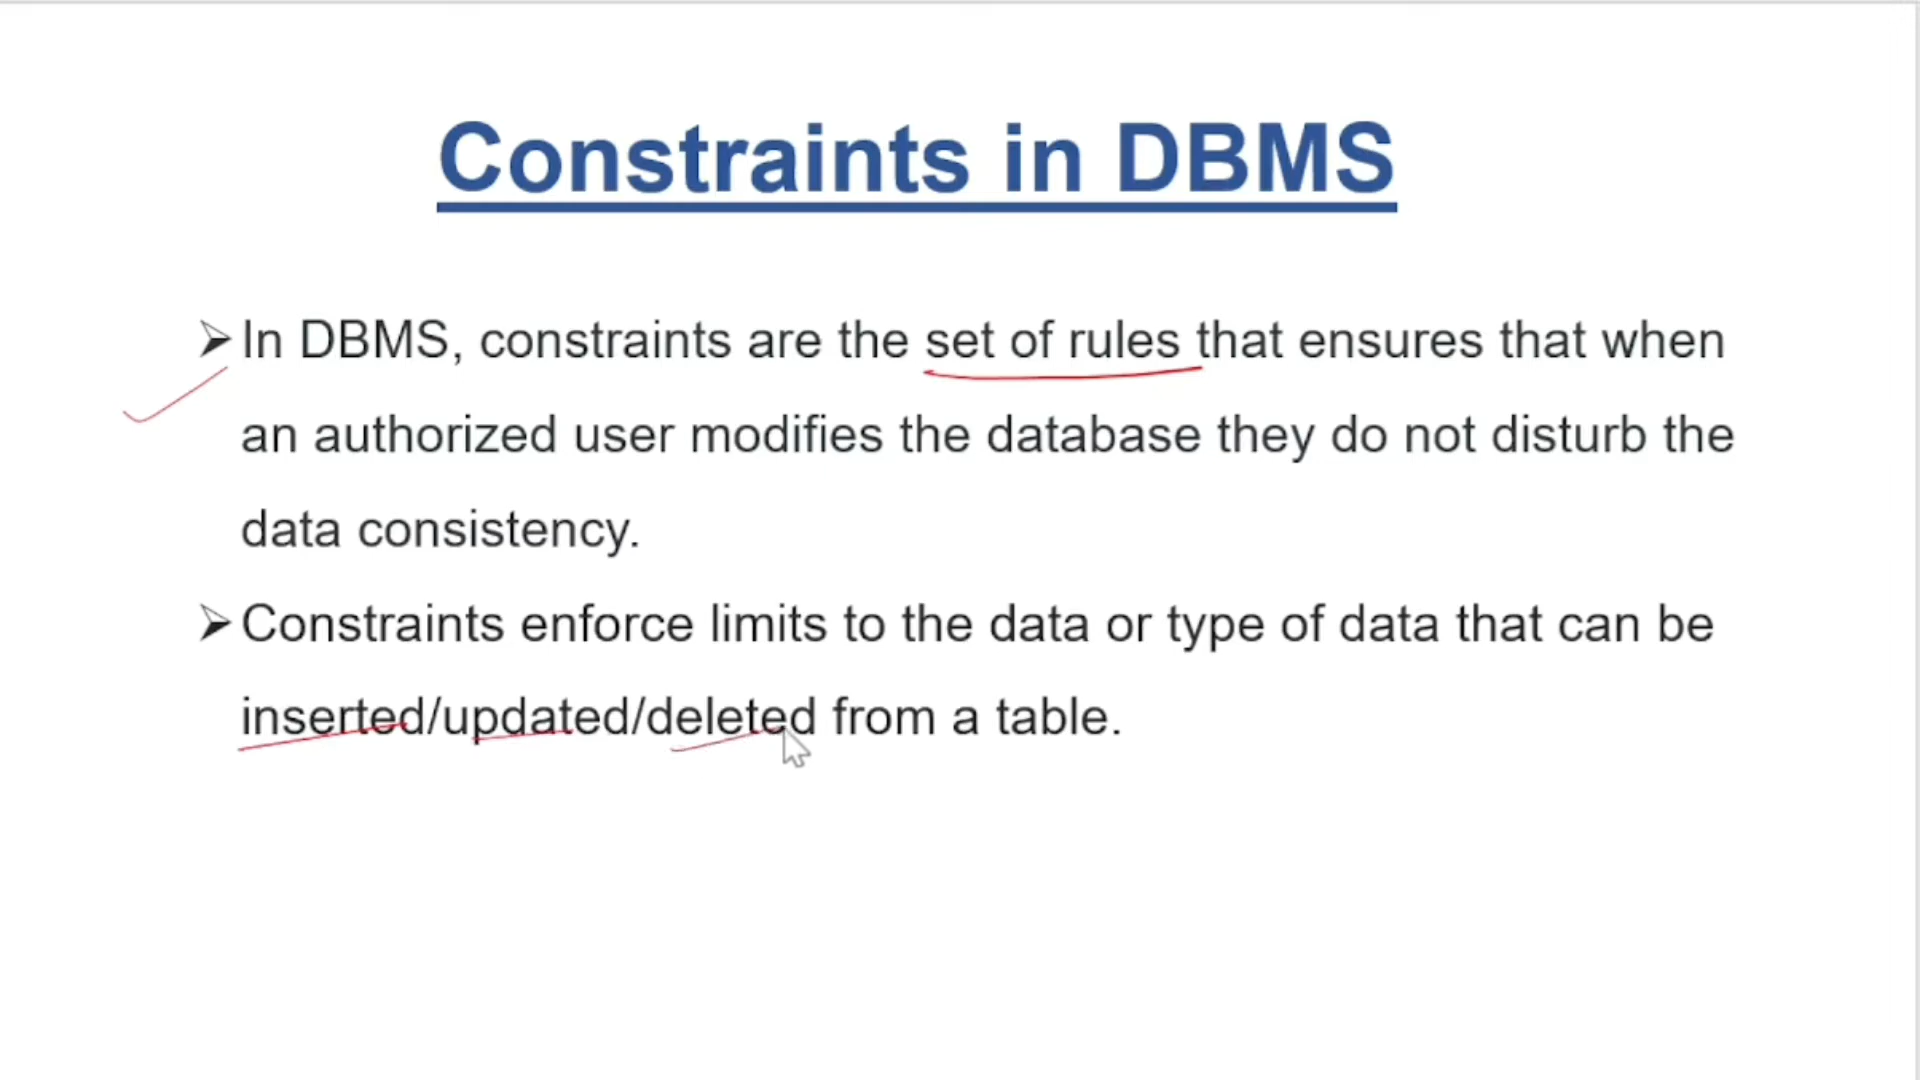 Constraints in DBMS
➢In DBMS, constraints are the set of rules that ensures that when
an authorized user modifies the database they do not disturb the
data consistency.
➢Constraints enforce limits to the data or type of data that can be
inserted/updated/deleted from a table.